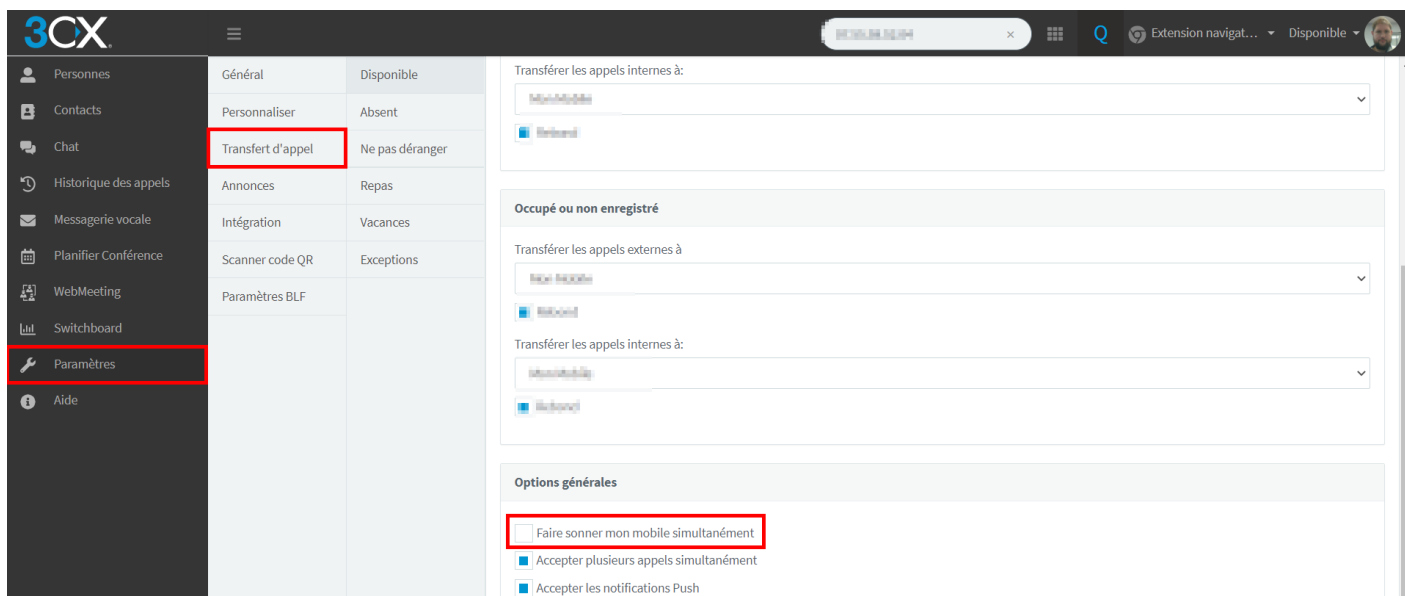 3CX
Q
Extension navigat...
Disponible
Personnes
Contacts
Chat
Historique des appels
Messagerie vocale
Planifier Conférence
WebMeeting
Switchboard
Paramètres
Aide
Général
Personnaliser
Transfert d'appel
Annonces
Intégration
Scanner code QR
Paramètres BLF
Disponible
Absent
Ne pas déranger
Repas
Vacances
Exceptions
Transférer les appels internes à:
Occupé ou non enregistré
Transférer les appels externes à
Transférer les appels internes à:
Options générales
Faire sonner mon mobile simultanément
Accepter plusieurs appels simultanément
Accepter les notifications Push